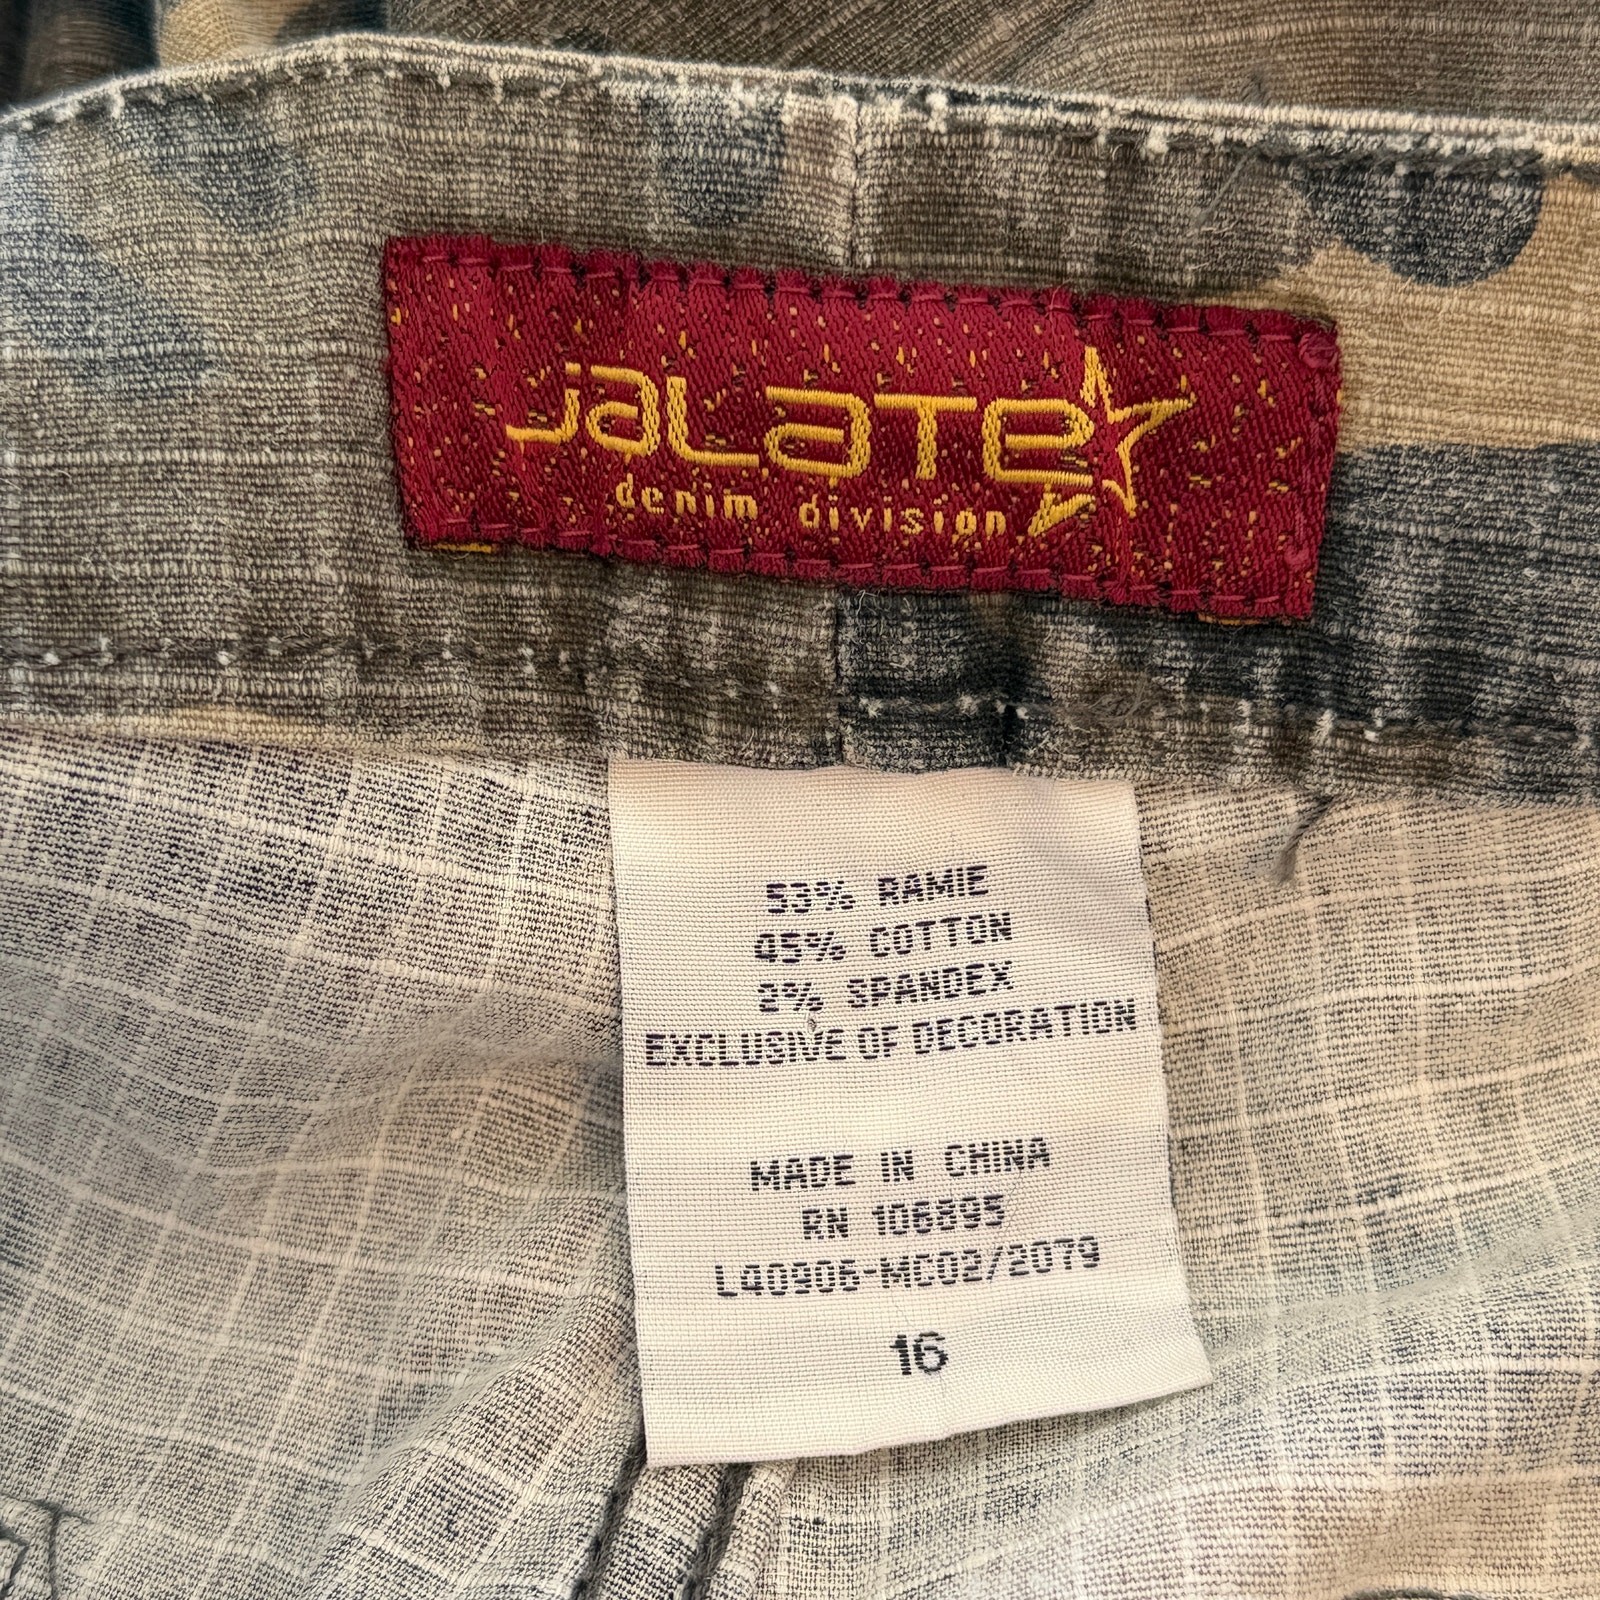 jalate
denim division
53% RAMIE
45% COTTON
2% SPANDEX
EXCLUSIVE OF DECORATION
MADE IN CHINA
RN 106895
L40906-MC02/2079
16